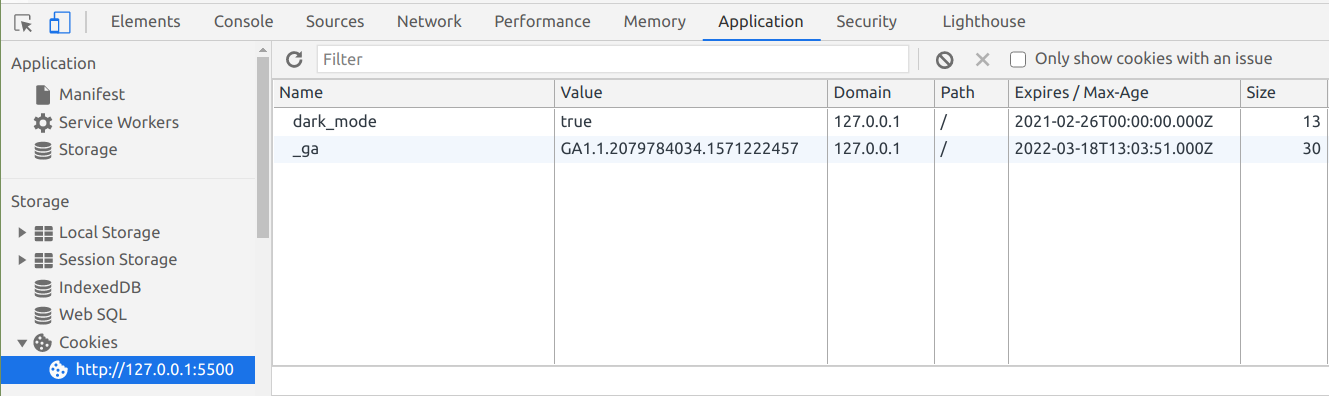 Elements Console Sources Network Performance Memory Application Security Lighthouse
Application
Manifest
Service Workers
Storage
Storage
Local Storage
Session Storage
IndexedDB
Web SQL
Cookies
http://127.0.0.1:5500
Filter Only show cookies with an issue
Name Value Domain Path Expires / Max-Age Size
dark_mode true 127.0.0.1 / 2021-02-26T00:00:00.000Z 13
_ga GA1.1.2079784034.1571222457 127.0.0.1 / 2022-03-18T13:03:51.000Z 30